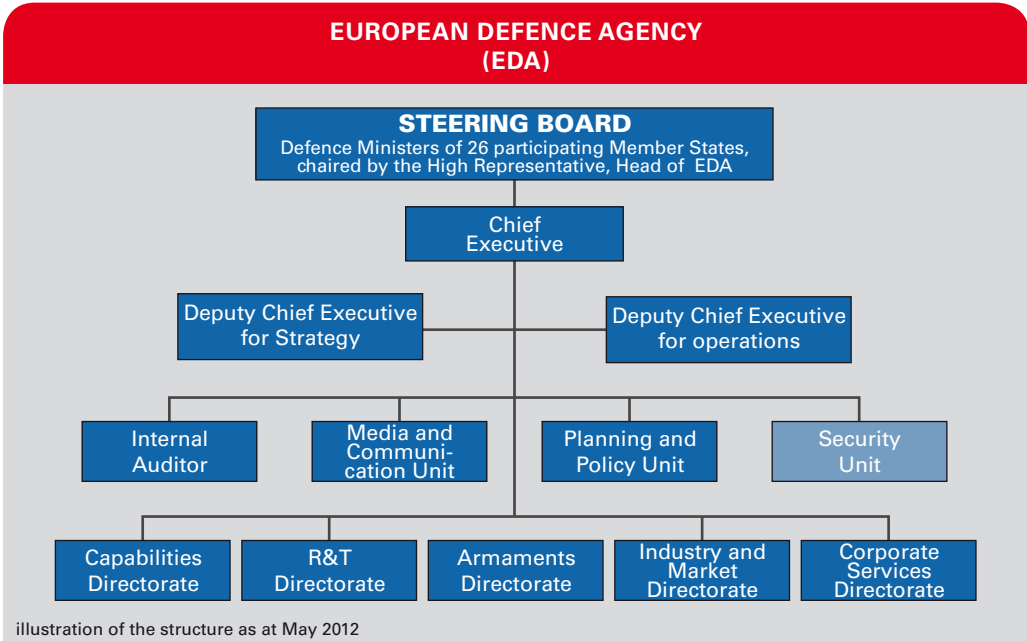 EUROPEAN DEFENCE AGENCY
(EDA)
STEERING BOARD
Defence Ministers of 26 participating Member States,
chaired by the High Representative, Head of EDA
Chief
Executive
Deputy Chief Executive
for Strategy
Deputy Chief Executive
for operations
Internal
Auditor
Media and
Communi-
cation Unit
Planning and
Policy Unit
Security
Unit
Capabilities
Directorate
R&T
Directorate
Armaments
Directorate
Industry and
Market
Directorate
Corporate
Services
Directorate
illustration of the structure as at May 2012